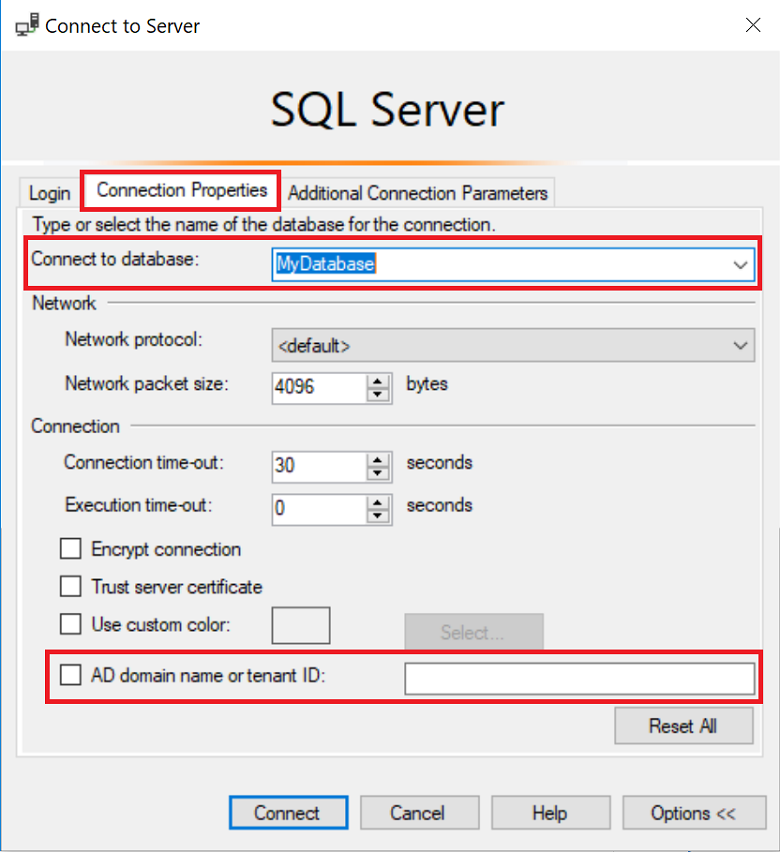 Connect to Server
SQL Server
Login Connection Properties Additional Connection Parameters
Type or select the name of the database for the connection.
Connect to database: MyDatabase
Network
Network protocol: <default>
Network packet size: 4096 bytes
Connection
Connection time-out: 30 seconds
Execution time-out: 0 seconds
Encrypt connection
Trust server certificate
Use custom color: Select...
AD domain name or tenant ID:
Reset All
Connect Cancel Help Options <<